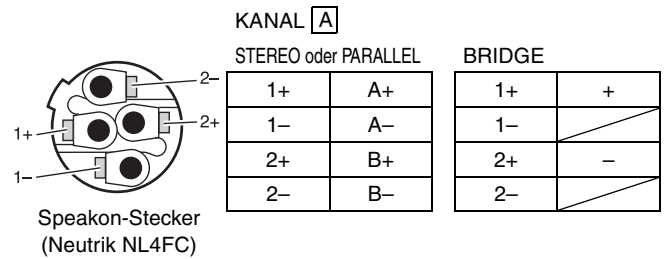 KANAL A
STEREO oder PARALLEL BRIDGE
2–
2+
1+
1–
Speakon-Stecker
(Neutrik NL4FC)
1+ A+
1– A–
2+ B+
2– B–
1+ +
1–
2+ –
2–